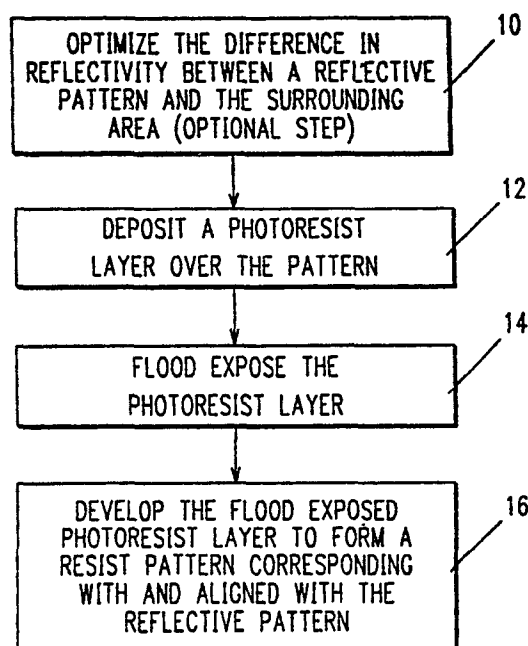 OPTIMIZE THE DIFFERENCE IN
REFLECTIVITY BETWEEN A REFLECTIVE
PATTERN AND THE SURROUNDING
AREA (OPTIONAL STEP)
10
DEPOSIT A PHOTORESIST
LAYER OVER THE PATTERN
12
FLOOD EXPOSE THE
PHOTORESIST LAYER
14
DEVELOP THE FLOOD EXPOSED
PHOTORESIST LAYER TO FORM A
RESIST PATTERN CORRESPONDING
WITH AND ALIGNED WITH THE
REFLECTIVE PATTERN
16